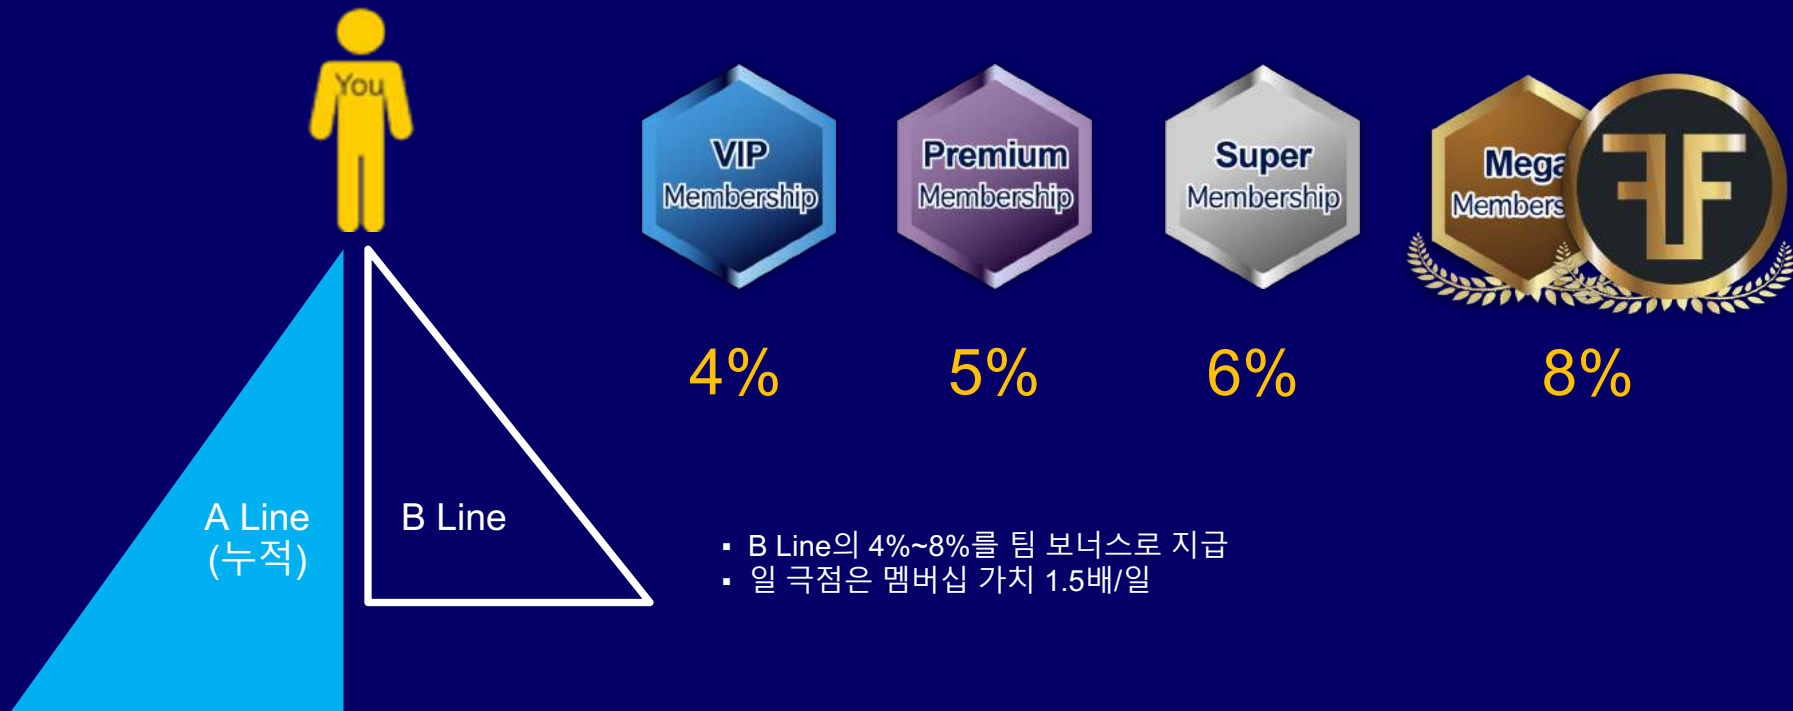 You
VIP
Membership
Premium
Membership
Super
Membership
Mega
Members
4%
5%
6%
8%
A Line
(누적)
B Line
▪ B Line의 4%~8%를 팀 보너스로 지급
▪ 일 극점은 멤버십 가치 1.5배/일